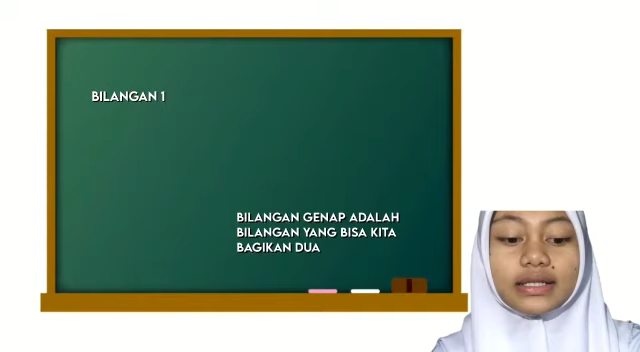 BILANGAN 1
BILANGAN GENAP ADALAH
BILANGAN YANG BISA KITA
BAGIKAN DUA